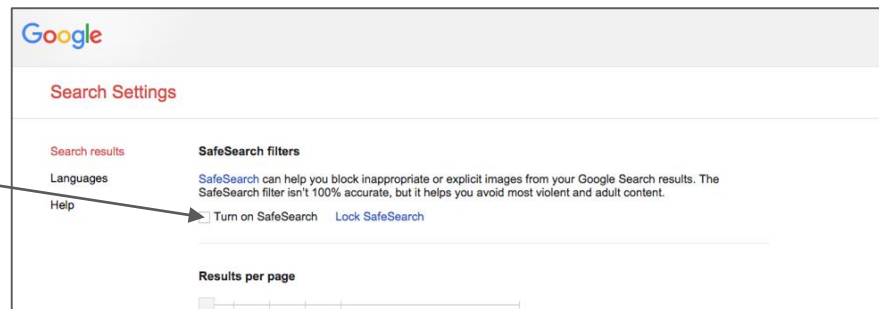 Google
Search Settings
Search results
Languages
Help
SafeSearch filters
SafeSearch can help you block inappropriate or explicit images from your Google Search results. The
SafeSearch filter isn't 100% accurate, but it helps you avoid most violent and adult content.
Turn on SafeSearch Lock SafeSearch
Results per page